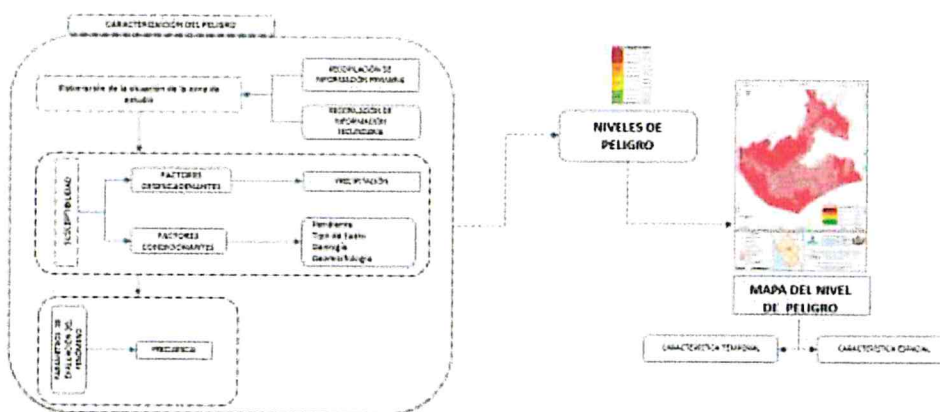 CARACTERIZACIÓN DEL PELIGRO
Elaboración de la situación de la zona de
estudio
RECOPILACIÓN DE
INFORMACIÓN PRIMARIA
RECOPILACIÓN DE
INFORMACIÓN
SECUNDARIA
SUSCEPTIBILIDAD
FACTORES
DESENCADENANTES
PRECIPITACIÓN
FACTORES
CONDICIONANTES
Pendiente
Tipo de Suelo
Geología
Geomorfología
PARAMETROS DE
EVALUACIÓN DEL
FENÓMENO
FRECUENCIA
NIVELES DE
PELIGRO
MAPA DEL NIVEL
DE PELIGRO
CARACTERÍSTICA TEMPORAL
CARACTERÍSTICA ESPACIAL